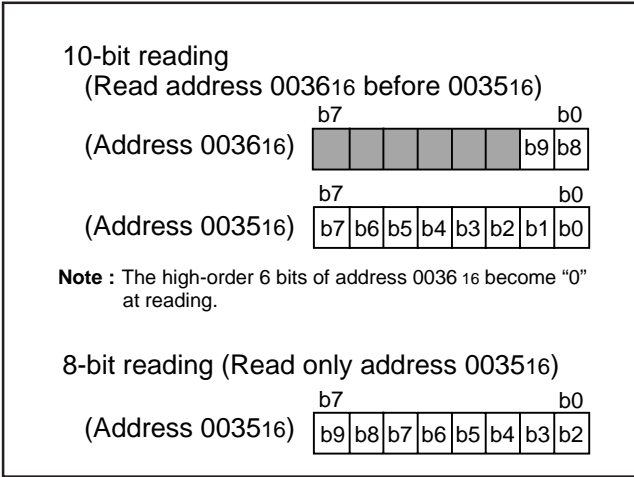 10-bit reading
(Read address 003616 before 003516)
b7 b0
(Address 003616) b9 b8
b7 b0
(Address 003516) b7 b6 b5 b4 b3 b2 b1 b0
Note : The high-order 6 bits of address 0036 16 become “0”
at reading.
8-bit reading (Read only address 003516)
b7 b0
(Address 003516) b9 b8 b7 b6 b5 b4 b3 b2